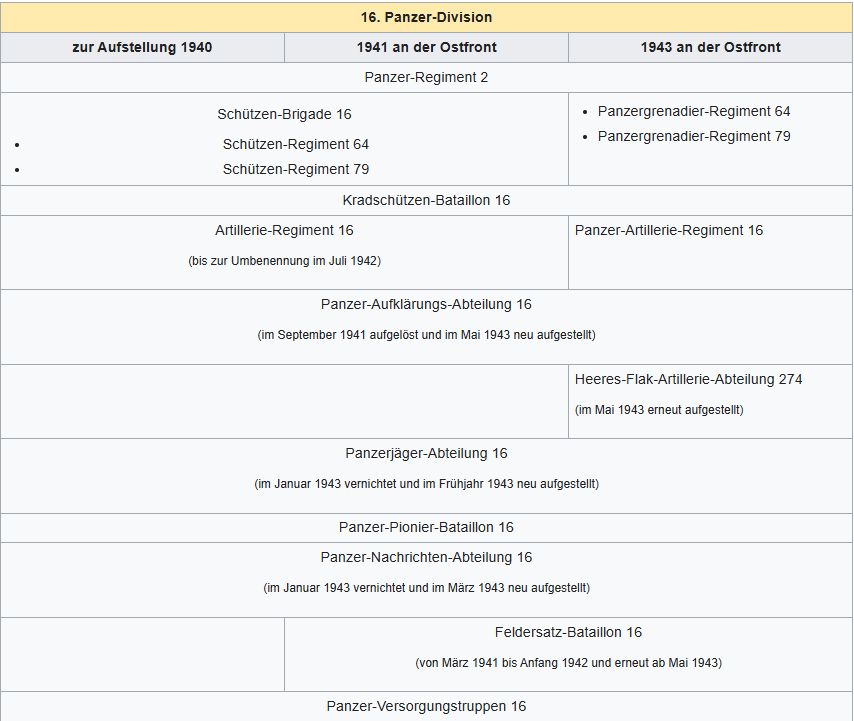 16. Panzer-Division
zur Aufstellung 1940 1941 an der Ostfront 1943 an der Ostfront
Panzer-Regiment 2
Schützen-Brigade 16
• Schützen-Regiment 64
• Schützen-Regiment 79
• Panzergrenadier-Regiment 64
• Panzergrenadier-Regiment 79
Kradschützen-Bataillon 16
Artillerie-Regiment 16
(bis zur Umbenennung im Juli 1942)
Panzer-Artillerie-Regiment 16
Panzer-Aufklärungs-Abteilung 16
(im September 1941 aufgelöst und im Mai 1943 neu aufgestellt)
Heeres-Flak-Artillerie-Abteilung 274
(im Mai 1943 erneut aufgestellt)
Panzerjäger-Abteilung 16
(im Januar 1943 vernichtet und im Frühjahr 1943 neu aufgestellt)
Panzer-Pionier-Bataillon 16
Panzer-Nachrichten-Abteilung 16
(im Januar 1943 vernichtet und im März 1943 neu aufgestellt)
Feldersatz-Bataillon 16
(von März 1941 bis Anfang 1942 und erneut ab Mai 1943)
Panzer-Versorgungstruppen 16